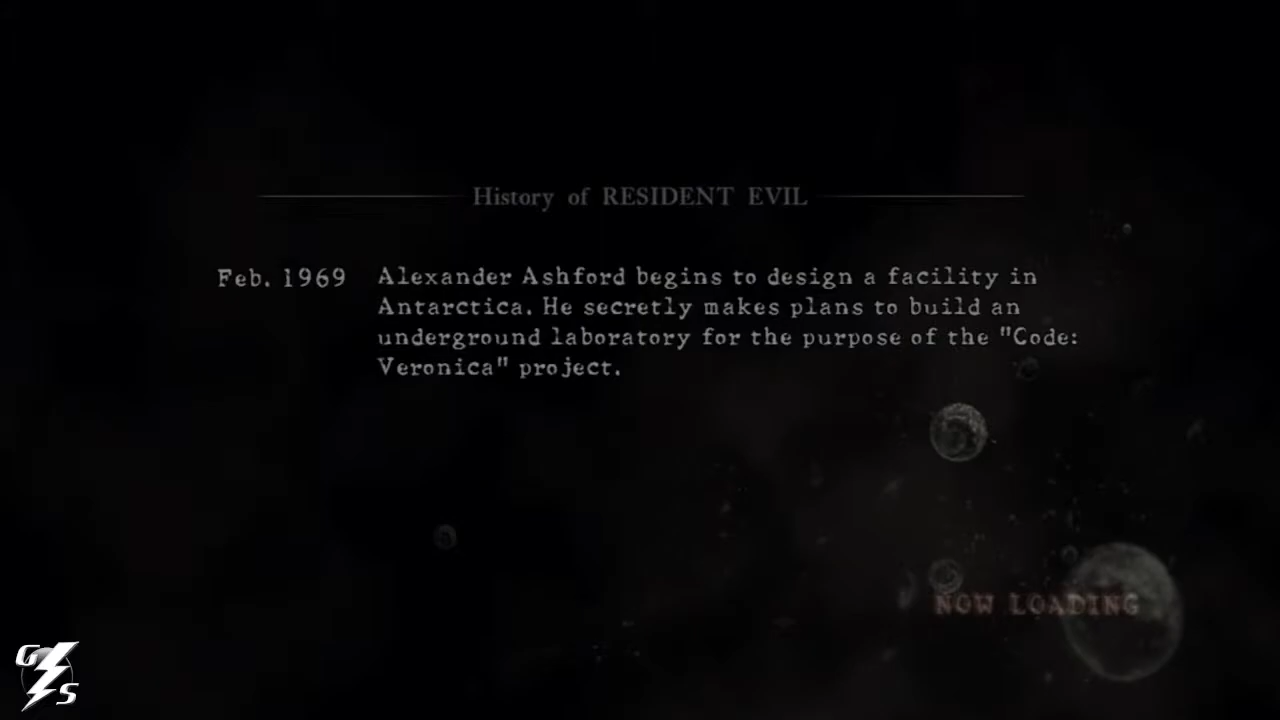 History of RESIDENT EVIL
Feb. 1969 Alexander Ashford begins to design a facility in
Antarctica. He secretly makes plans to build an
underground laboratory for the purpose of the "Code:
Veronica" project.
NOW LOADING
G S